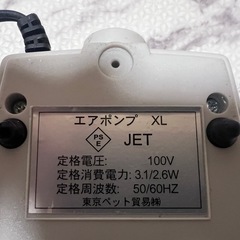 エアポンプ XL
PS
E
JET
定格電圧: 100V
定格消費電力: 3.1/2.6W
定格周波数: 50/60HZ
東京ペット貿易㈱